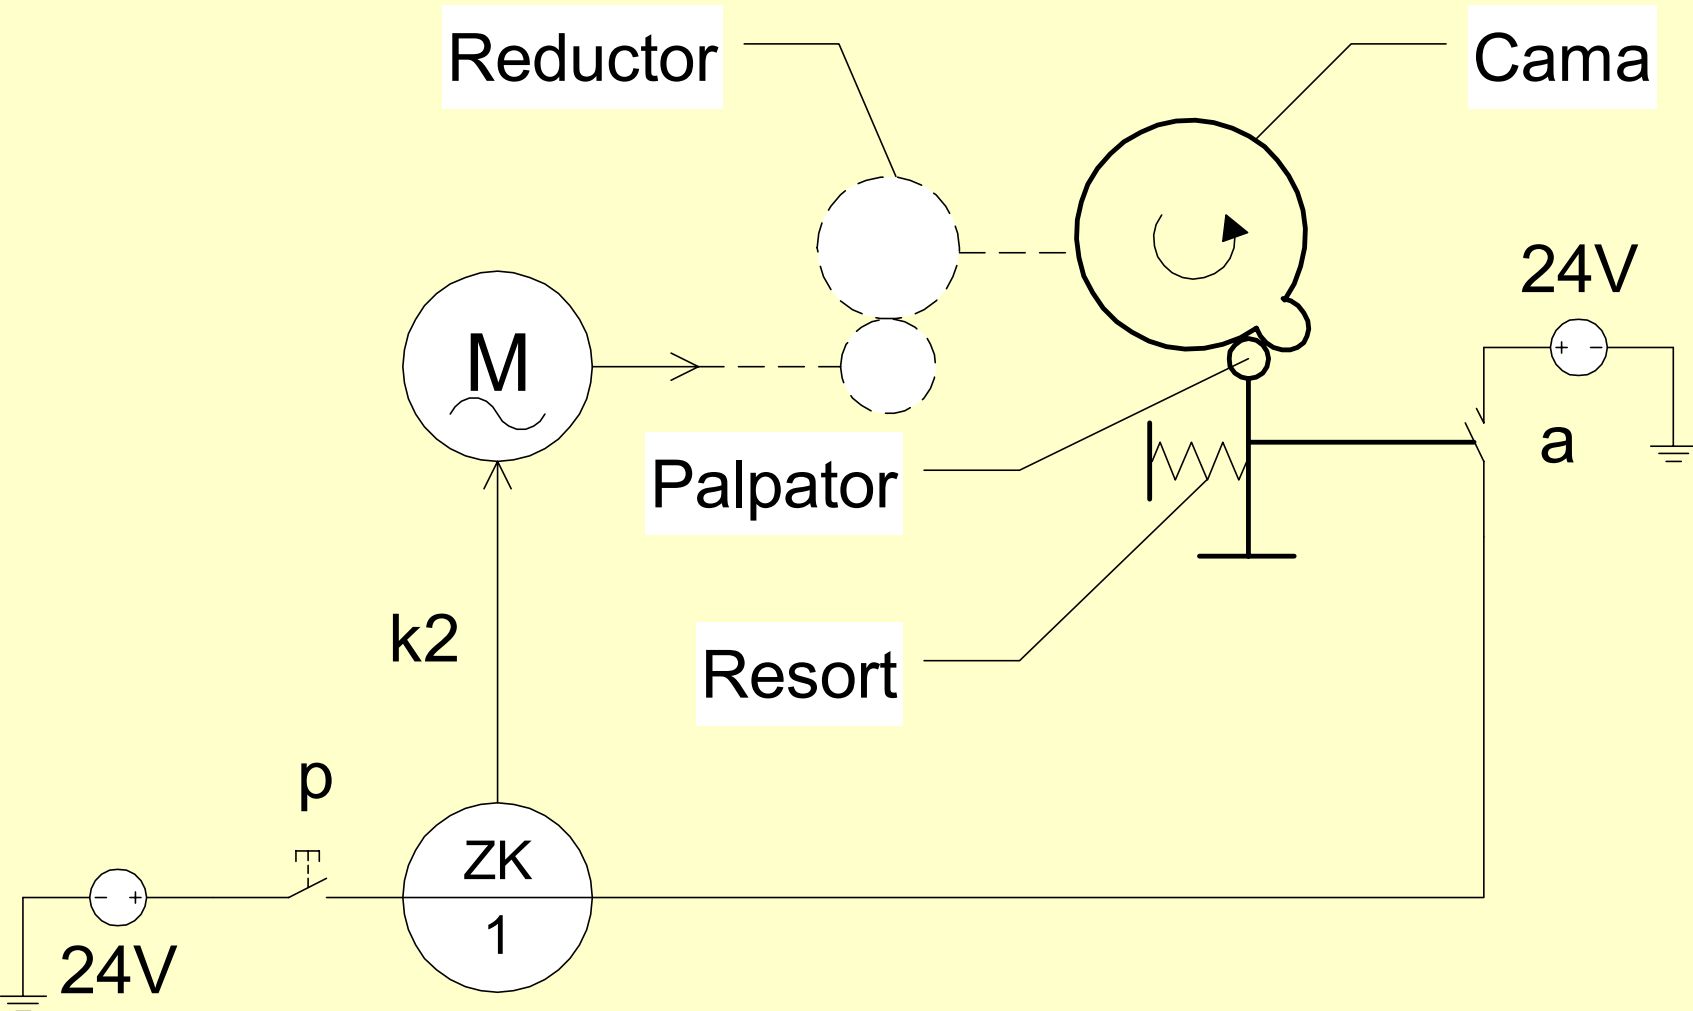 Reductor
Cama
24V
M
+ −
a
Palpator
k2
Resort
p
ZK
1
− +
24V